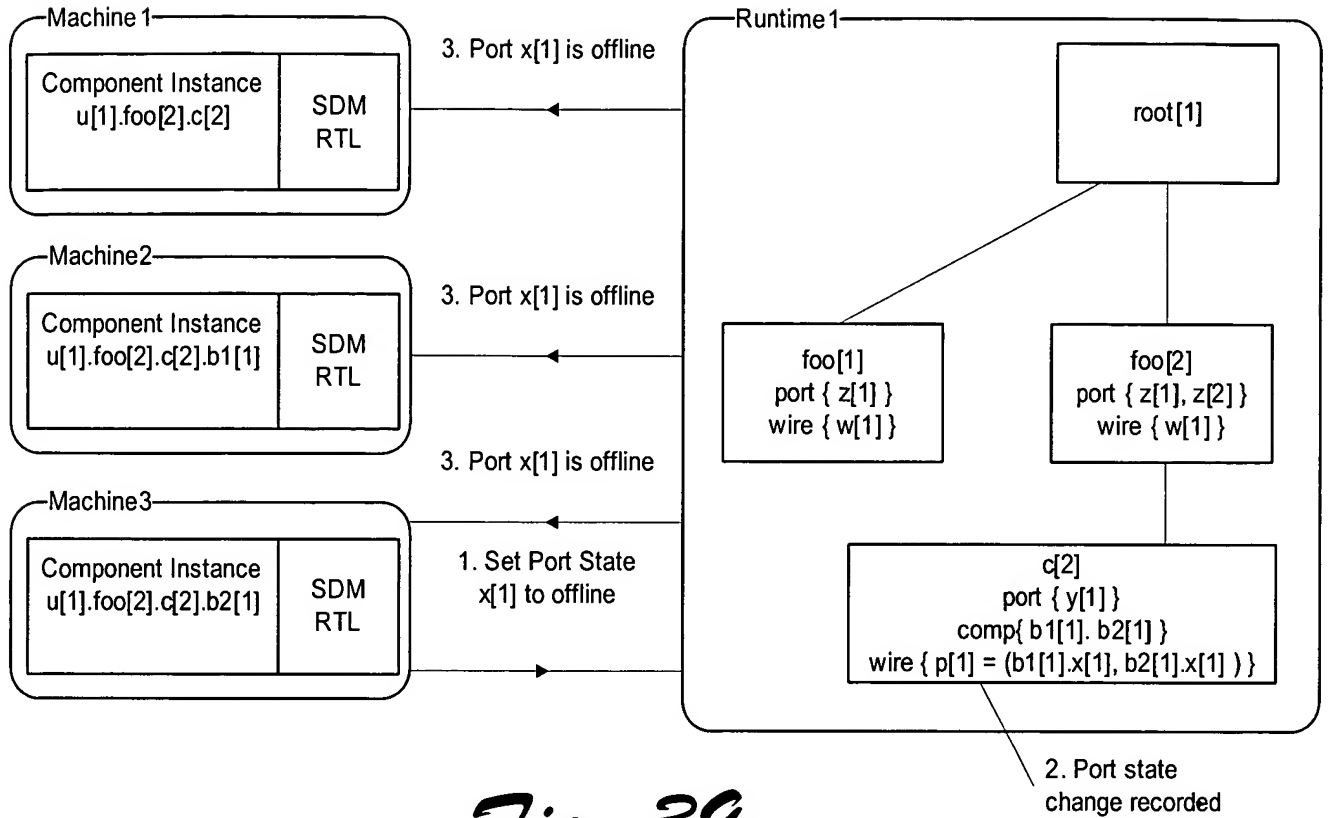 Machine 1
Component Instance
u[1].foo[2].c[2]
SDM
RTL
3. Port x[1] is offline
Machine2
Component Instance
u[1].foo[2].c[2].b1[1]
SDM
RTL
3. Port x[1] is offline
3. Port x[1] is offline
Machine3
Component Instance
u[1].foo[2].c[2].b2[1]
SDM
RTL
1. Set Port State
x[1] to offline
Runtime1
root[1]
foo[1]
port { z[1] }
wire { w[1] }
foo[2]
port { z[1], z[2] }
wire { w[1] }
c[2]
port { y[1] }
comp{ b1[1]. b2[1] }
wire { p[1] = (b1[1].x[1], b2[1].x[1] ) }
2. Port state
change recorded